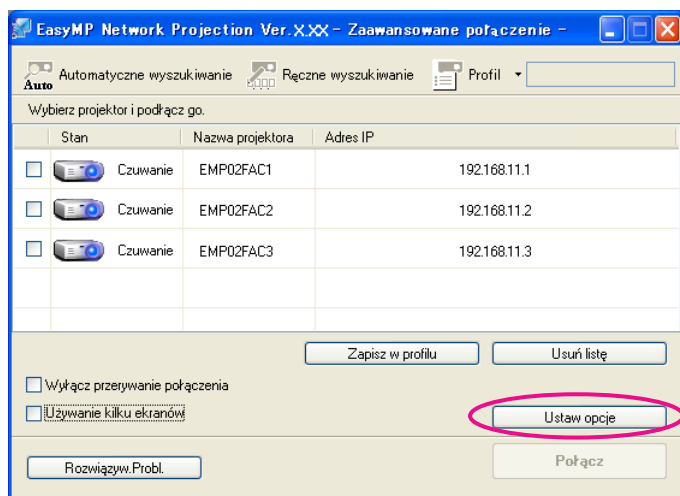 EasyMP Network Projection Ver.X.XX - Zaawansowane połączenie -
Auto Automatyczne wyszukiwanie Ręczne wyszukiwanie Profil
Wybierz projektor i podłącz go.
Stan Nazwa projektora Adres IP
Czuwanie EMP02FAC1 192.168.11.1
Czuwanie EMP02FAC2 192.168.11.2
Czuwanie EMP02FAC3 192.168.11.3
Zapisz w profilu Usuń listę
Wyłącz przerywanie połączenia
Używanie kilku ekranów Ustaw opcje
Rozwiązyw.Probl. Połącz